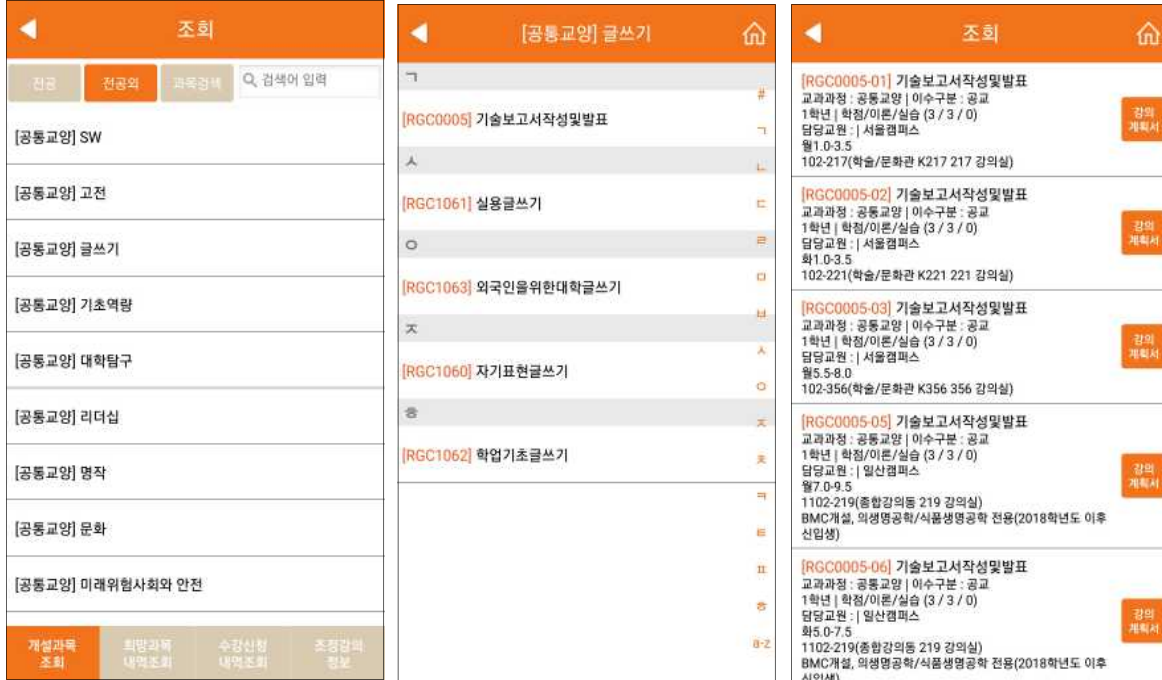 조회
전공
전공외
과목검색
검색어 입력
[공통교양] SW
[공통교양] 고전
[공통교양] 글쓰기
[공통교양] 기초역량
[공통교양] 대학탐구
[공통교양] 리더십
[공통교양] 명작
[공통교양] 문화
[공통교양] 미래위험사회와 안전
개설과목
조회
희망과목
내역조회
수강신청
내역조회
초정강의
정보
[공통교양] 글쓰기
ㄱ
[RGC0005] 기술보고서작성및발표
ㅅ
[RGC1061] 실용글쓰기
ㅇ
[RGC1063] 외국인을위한대학글쓰기
ㅈ
[RGC1060] 자기표현글쓰기
ㅎ
[RGC1062] 학업기초글쓰기
#
ㄱ
ㄴ
ㄷ
ㄹ
ㅁ
ㅂ
ㅅ
ㅇ
ㅈ
ㅊ
ㅋ
ㅌ
ㅍ
ㅎ
a-z
조회
[RGC0005-01] 기술보고서작성및발표
교과과정 : 공통교양 | 이수구분 : 공교
1학년 | 학점/이론/실습 (3 / 3 / 0)
담당교원 : | 서울캠퍼스
월1.0-3.5
102-217(학술/문화관 K217 217 강의실)
강의
계획서
[RGC0005-02] 기술보고서작성및발표
교과과정 : 공통교양 | 이수구분 : 공교
1학년 | 학점/이론/실습 (3 / 3 / 0)
담당교원 : | 서울캠퍼스
화1.0-3.5
102-221(학술/문화관 K221 221 강의실)
강의
계획서
[RGC0005-03] 기술보고서작성및발표
교과과정 : 공통교양 | 이수구분 : 공교
1학년 | 학점/이론/실습 (3 / 3 / 0)
담당교원 : | 서울캠퍼스
월5.5-8.0
102-356(학술/문화관 K356 356 강의실)
강의
계획서
[RGC0005-05] 기술보고서작성및발표
교과과정 : 공통교양 | 이수구분 : 공교
1학년 | 학점/이론/실습 (3 / 3 / 0)
담당교원 : | 일산캠퍼스
월7.0-9.5
1102-219(종합강의동 219 강의실)
BMC개설, 의생명공학/식품생명공학 전용(2018학년도 이후
신입생)
강의
계획서
[RGC0005-06] 기술보고서작성및발표
교과과정 : 공통교양 | 이수구분 : 공교
1학년 | 학점/이론/실습 (3 / 3 / 0)
담당교원 : | 일산캠퍼스
화5.0-7.5
1102-219(종합강의동 219 강의실)
BMC개설, 의생명공학/식품생명공학 전용(2018학년도 이후
신입생)
강의
계획서